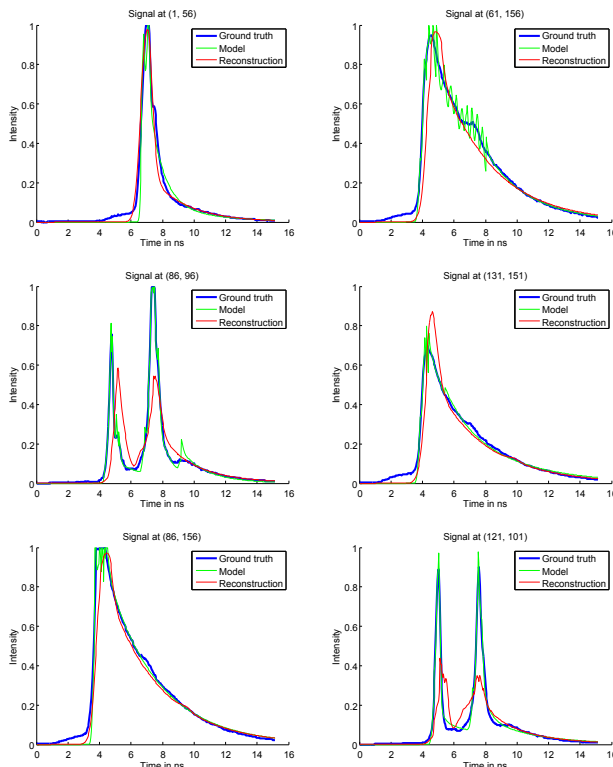 Signal at (1, 56)
1
0.8
0.6
0.4
0.2
0
Intensity
0 2 4 6 8 10 12 14 16
Time in ns
Ground truth
Model
Reconstruction
Signal at (61, 156)
1
0.8
0.6
0.4
0.2
0
Intensity
0 2 4 6 8 10 12 14 16
Time in ns
Ground truth
Model
Reconstruction
Signal at (86, 96)
1
0.8
0.6
0.4
0.2
0
Intensity
0 2 4 6 8 10 12 14 16
Time in ns
Ground truth
Model
Reconstruction
Signal at (131, 151)
1
0.8
0.6
0.4
0.2
0
Intensity
0 2 4 6 8 10 12 14 16
Time in ns
Ground truth
Model
Reconstruction
Signal at (86, 156)
1
0.8
0.6
0.4
0.2
0
Intensity
0 2 4 6 8 10 12 14 16
Time in ns
Ground truth
Model
Reconstruction
Signal at (121, 101)
1
0.8
0.6
0.4
0.2
0
Intensity
0 2 4 6 8 10 12 14 16
Time in ns
Ground truth
Model
Reconstruction